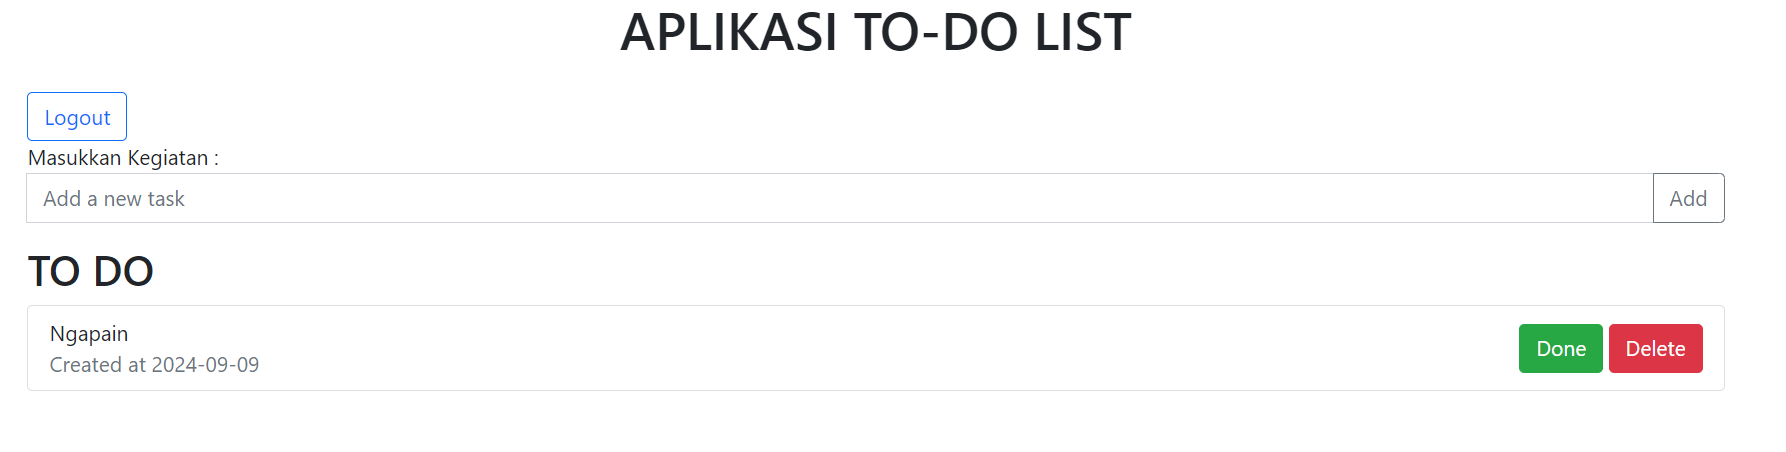 APLIKASI TO-DO LIST
Logout
Masukkan Kegiatan :
Add a new task
Add
TO DO
Ngapain
Created at 2024-09-09
Done
Delete